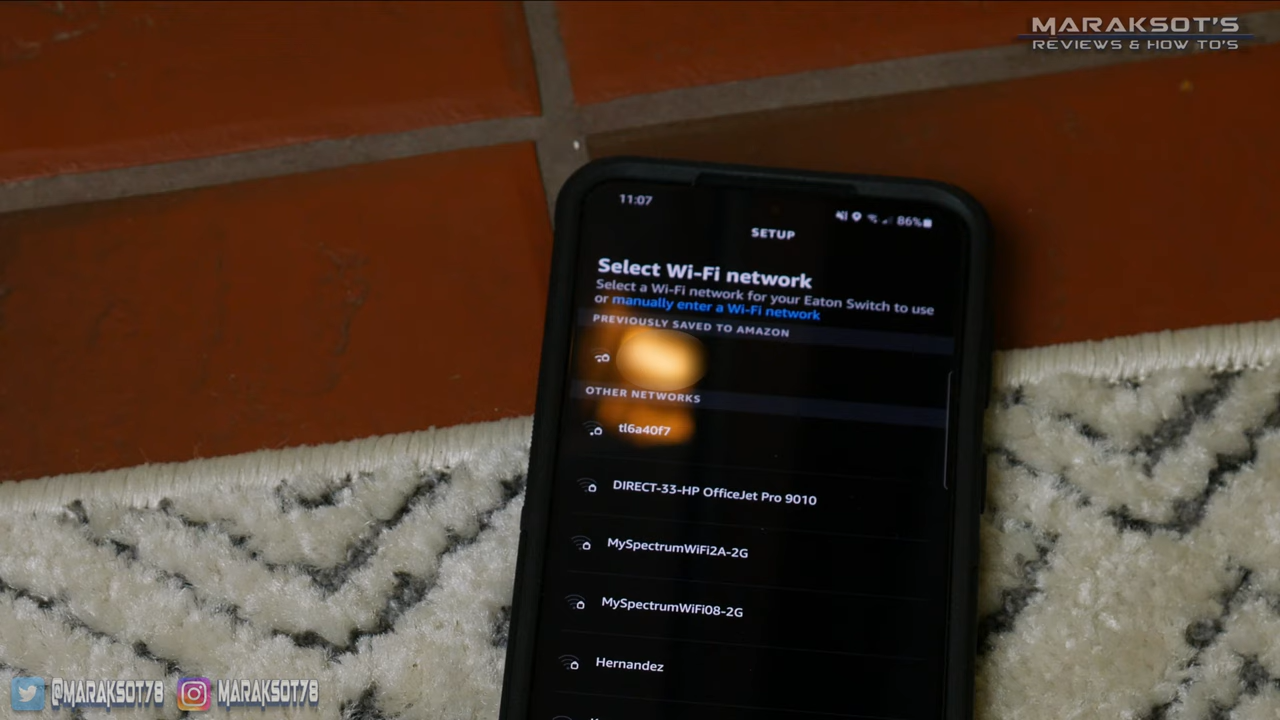 MARAKSOT'S
REVIEWS & HOW TO'S
11:07
86%
SETUP
Select Wi-Fi network
Select a Wi-Fi network for your Eaton Switch to use
or manually enter a Wi-Fi network
PREVIOUSLY SAVED TO AMAZON
OTHER NETWORKS
tl6a40f7
DIRECT-33-HP OfficeJet Pro 9010
MySpectrumWiFi2A-2G
MySpectrumWiFi08-2G
Hernandez
@MARAKSOT78
MARAKSOT78